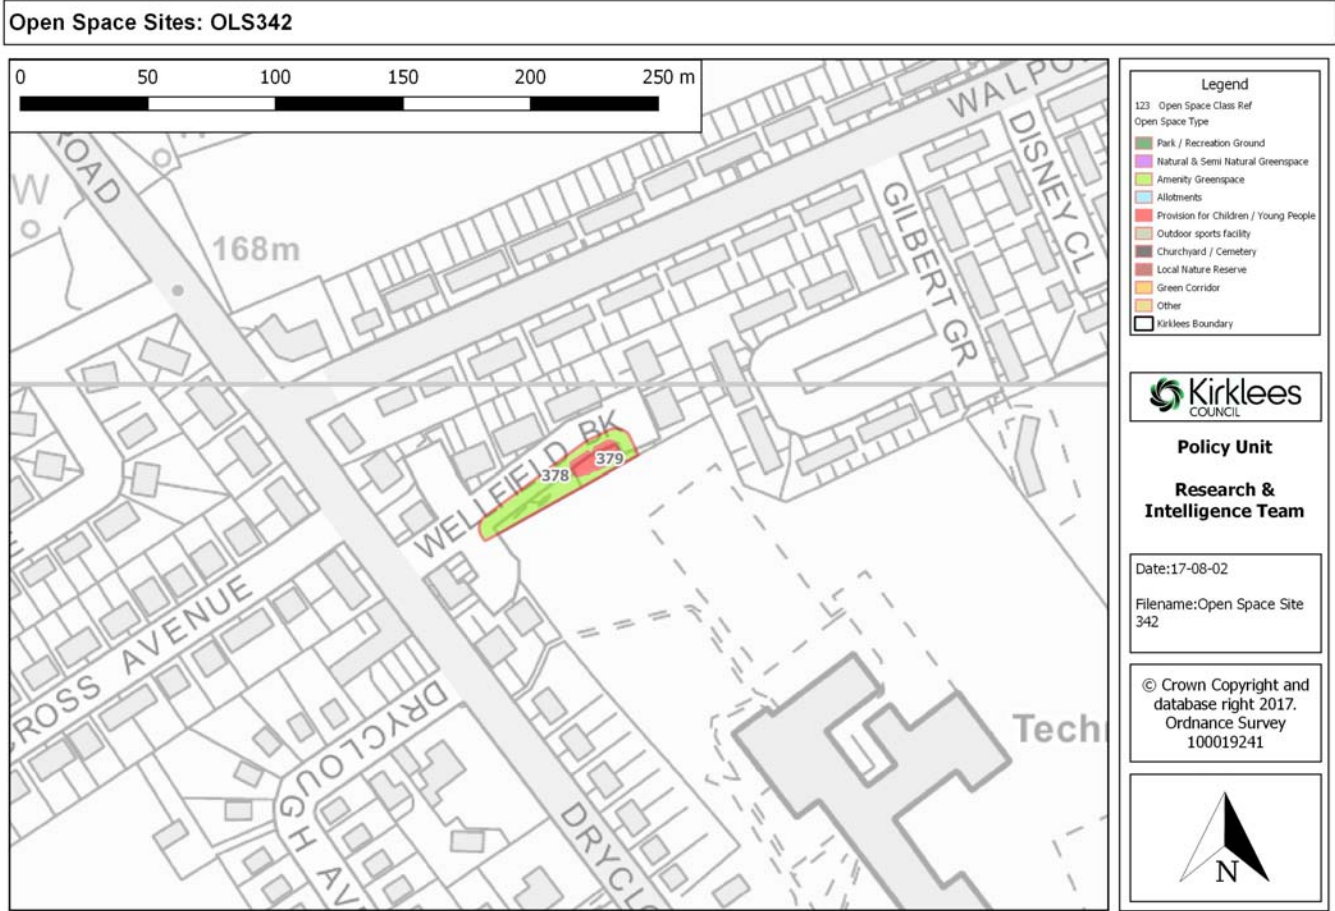 Open Space Sites: OLS342
0 50 100 150 200 250 m
ROAD
W
168m
WALPO
DISNEY CL
GILBERT GR
WELLFIELD BK
378
379
ROSS AVENUE
DRYCLOUGH AV
DRYCLO
Techn
Legend
123 Open Space Class Ref
Open Space Type
Park / Recreation Ground
Natural & Semi Natural Greenspace
Amenity Greenspace
Allotments
Provision for Children / Young People
Outdoor sports facility
Churchyard / Cemetery
Local Nature Reserve
Green Corridor
Other
Kirklees Boundary
Kirklees
COUNCIL
Policy Unit
Research &
Intelligence Team
Date:17-08-02
Filename:Open Space Site
342
© Crown Copyright and
database right 2017.
Ordnance Survey
100019241
N